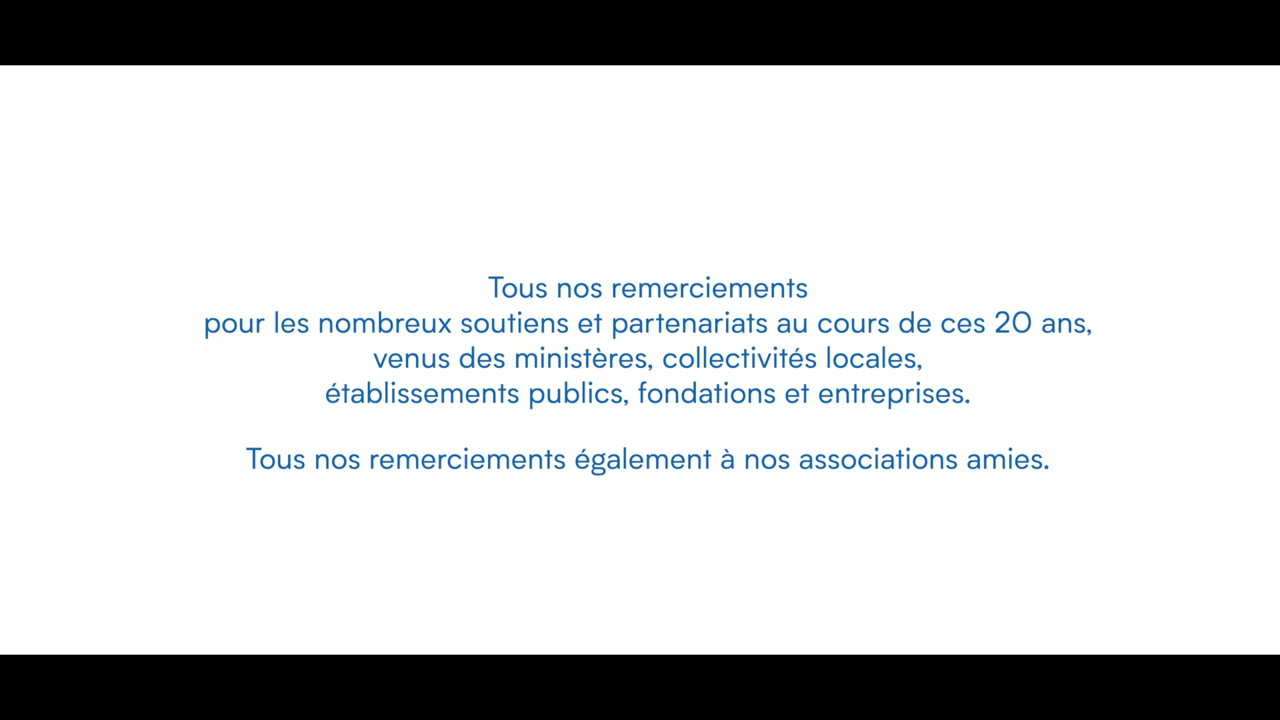 Tous nos remerciements
pour les nombreux soutiens et partenariats au cours de ces 20 ans,
venus des ministères, collectivités locales,
établissements publics, fondations et entreprises.
Tous nos remerciements également à nos associations amies.